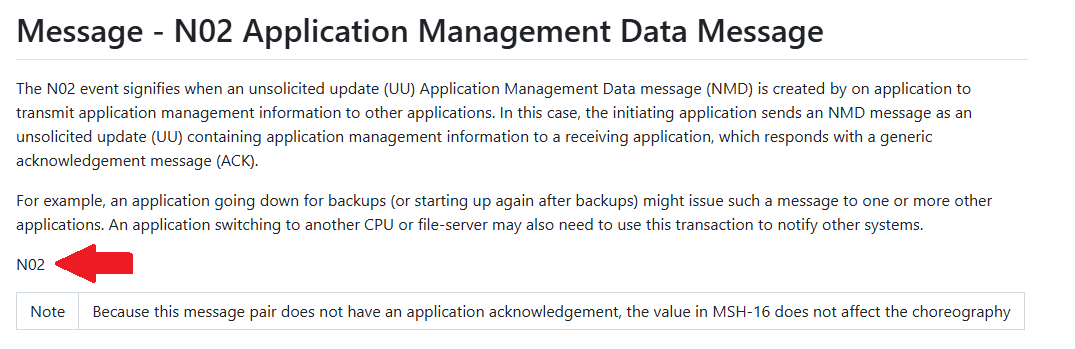 Message - N02 Application Management Data Message
The N02 event signifies when an unsolicited update (UU) Application Management Data message (NMD) is created by on application to
transmit application management information to other applications. In this case, the initiating application sends an NMD message as an
unsolicited update (UU) containing application management information to a receiving application, which responds with a generic
acknowledgement message (ACK).
For example, an application going down for backups (or starting up again after backups) might issue such a message to one or more other
applications. An application switching to another CPU or file-server may also need to use this transaction to notify other systems.
N02
Note Because this message pair does not have an application acknowledgement, the value in MSH-16 does not affect the choreography